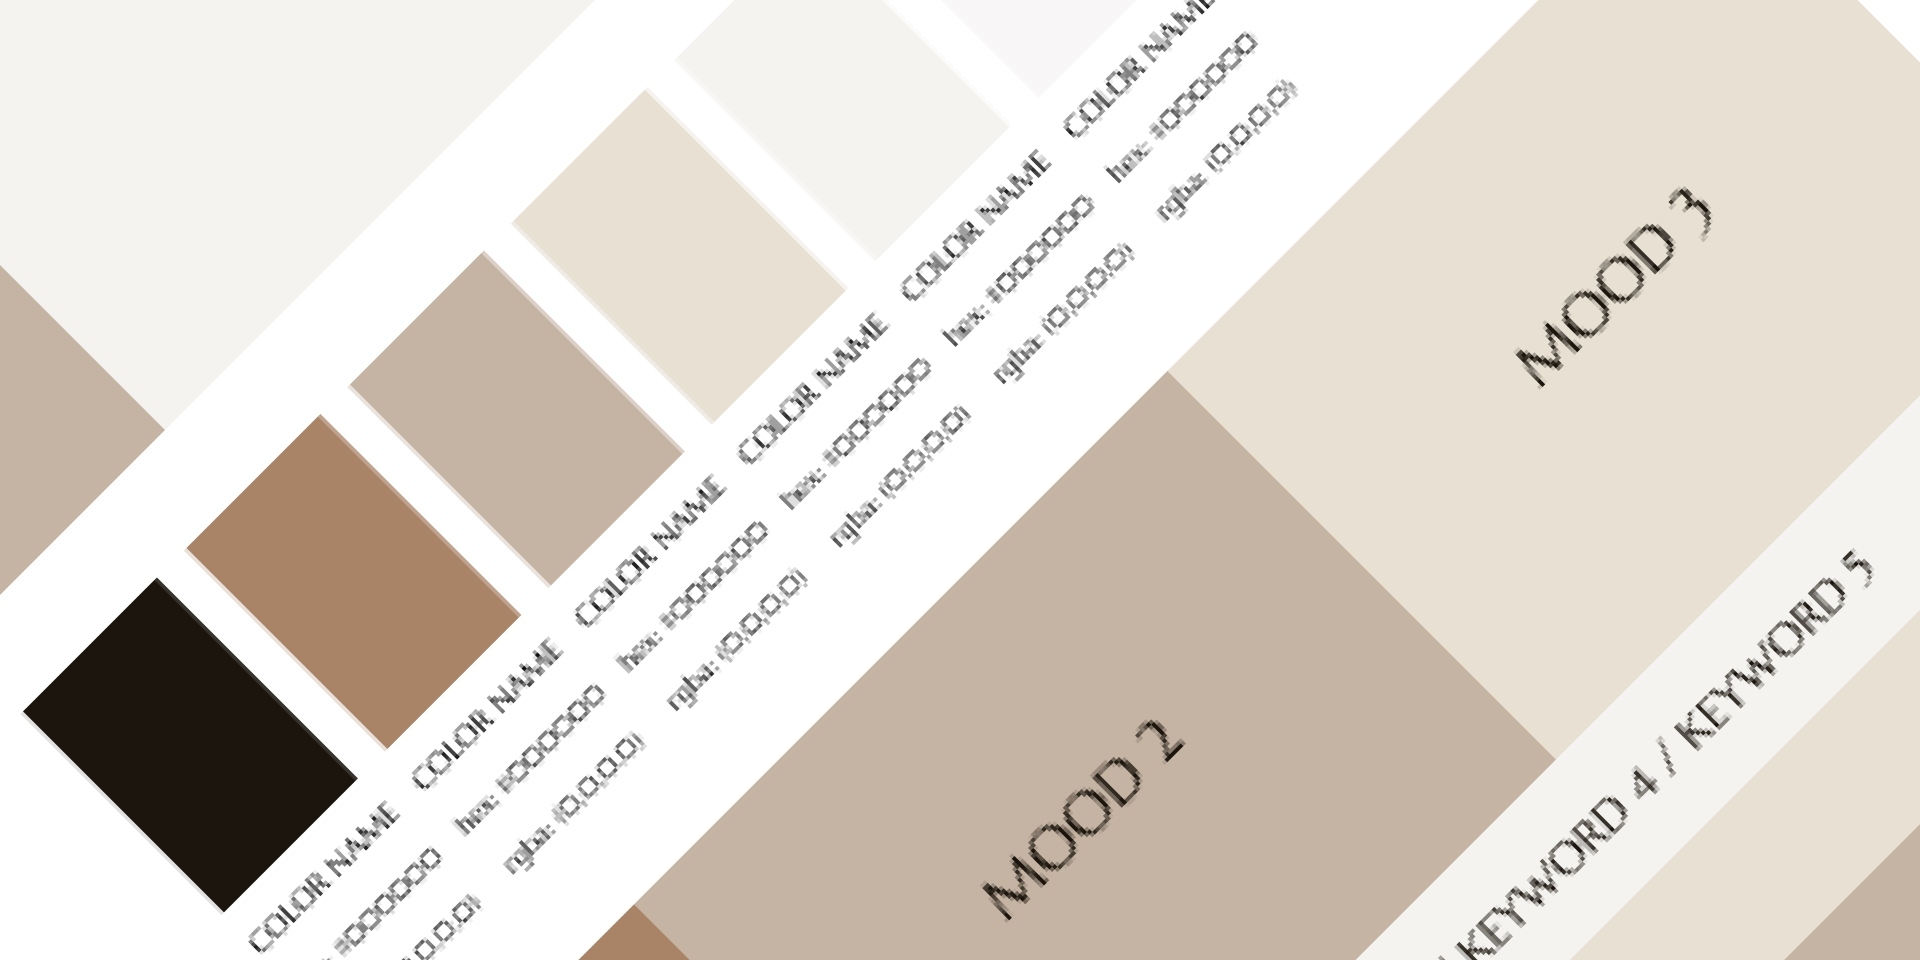 COLOR NAME COLOR NAME COLOR NAME COLOR NAME COLOR NAME COLOR NAME
#000000 hex: #000000 hex: #000000 hex: #000000 hex: #000000 hex: #000000
rgba: (0,0,0,0) rgba: (0,0,0,0) rgba: (0,0,0,0) rgba: (0,0,0,0) rgba: (0,0,0,0)
MOOD 2
MOOD 3
KEYWORD 4 / KEYWORD 5